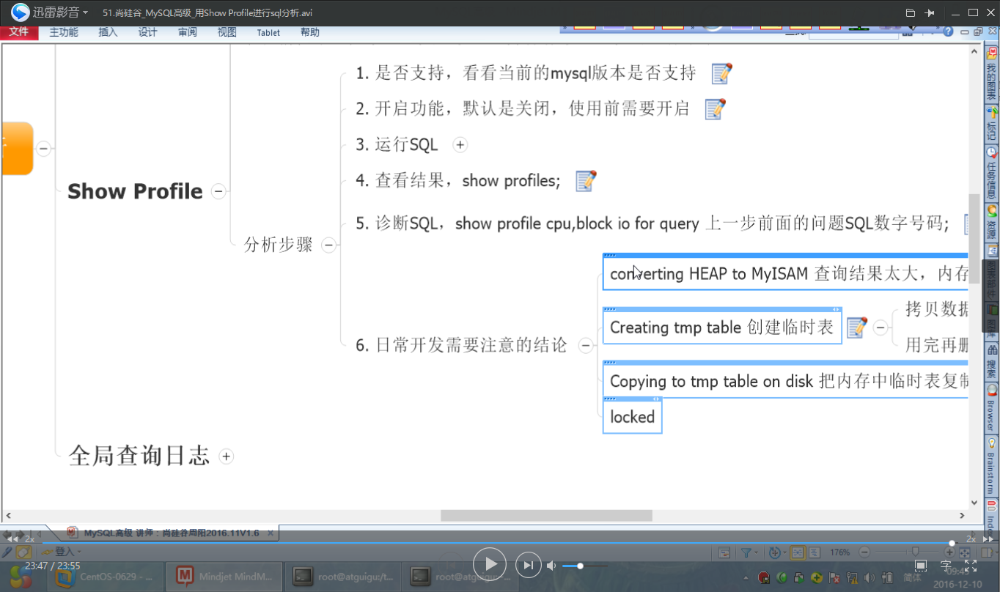 迅雷影音
51.尚硅谷_MySQL高级_用Show Profile进行sql分析.avi
文件 主功能 插入 设计 审阅 视图 Tablet 帮助
1. 是否支持，看看当前的mysql版本是否支持
2. 开启功能，默认是关闭，使用前需要开启
3. 运行SQL
4. 查看结果，show profiles;
Show Profile
5. 诊断SQL，show profile cpu,block io for query 上一步前面的问题SQL数字号码;
分析步骤
converting HEAP to MyISAM 查询结果太大，内存
Creating tmp table 创建临时表
拷贝数据
用完再删
6. 日常开发需要注意的结论
Copying to tmp table on disk 把内存中临时表复制
locked
全局查询日志
我的图表
标记
任务信息
资源
图表部件
图库
搜索
Browser
Brainstorm
Index
MySQL高级 讲师：尚硅谷周阳2016.11V1.6
2x
2x
登入
176%
23:47 / 23:55
字
CentOS-0629 - ...
Mindjet MindM...
root@atguigu:/t...
root@atguigu:...
简体
09:4
2016-12-10